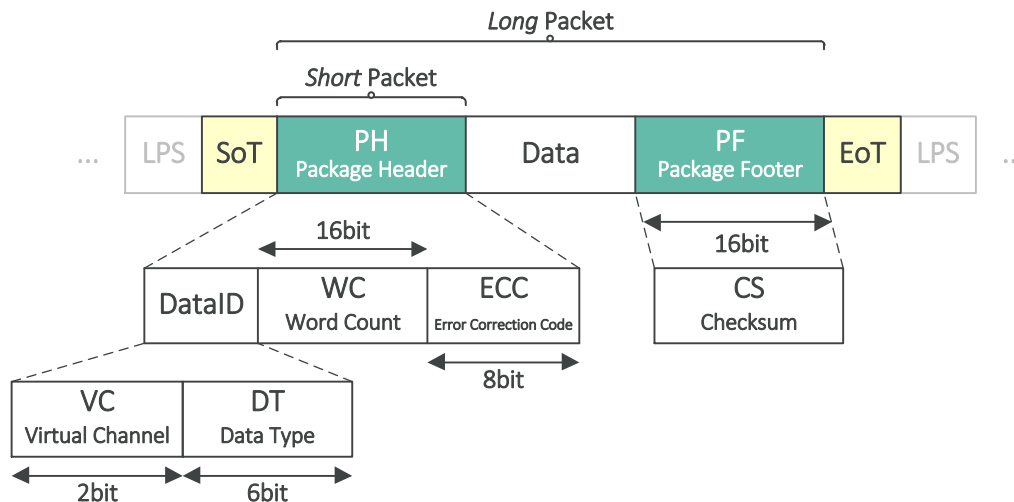 Long Packet
Short Packet
... LPS SoT PH Package Header Data PF Package Footer EoT LPS ..
16bit
16bit
DataID WC Word Count ECC Error Correction Code
CS Checksum
8bit
VC Virtual Channel DT Data Type
2bit 6bit